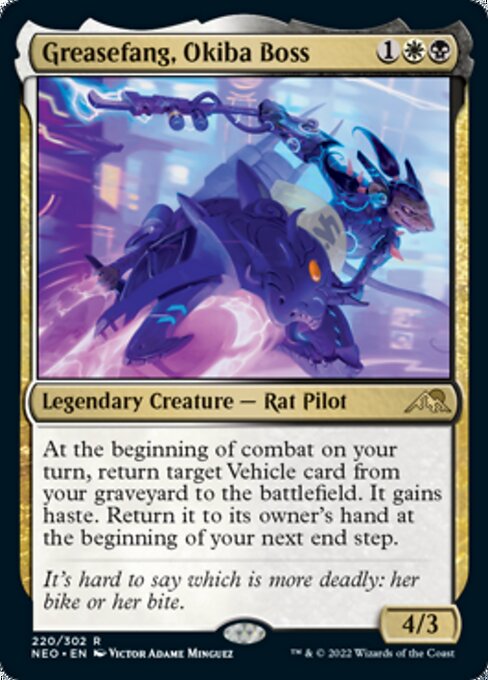 Greasefang, Okiba Boss 1
Legendary Creature — Rat Pilot
At the beginning of combat on your
turn, return target Vehicle card from
your graveyard to the battlefield. It gains
haste. Return it to its owner's hand at
the beginning of your next end step.
It's hard to say which is more deadly: her
bike or her bite.
4/3
220/302 R
NEO • EN Victor Adame Minguez
™ & © 2022 Wizards of the Coast